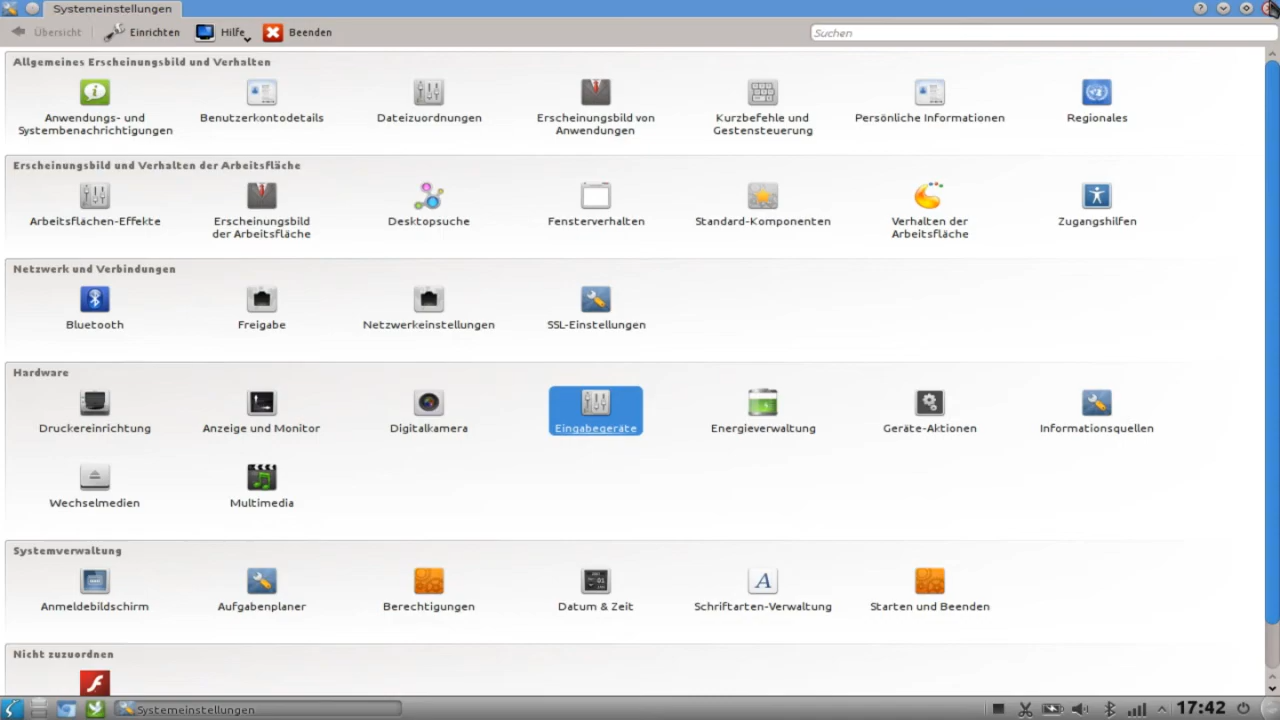 Systemeinstellungen
Übersicht Einrichten Hilfe Beenden Suchen
Allgemeines Erscheinungsbild und Verhalten
Anwendungs- und Systembenachrichtigungen
Benutzerkontodetails
Dateizuordnungen
Erscheinungsbild von Anwendungen
Kurzbefehle und Gestensteuerung
Persönliche Informationen
Regionales
Erscheinungsbild und Verhalten der Arbeitsfläche
Arbeitsflächen-Effekte
Erscheinungsbild der Arbeitsfläche
Desktopsuche
Fensterverhalten
Standard-Komponenten
Verhalten der Arbeitsfläche
Zugangshilfen
Netzwerk und Verbindungen
Bluetooth
Freigabe
Netzwerkeinstellungen
SSL-Einstellungen
Hardware
Druckereinrichtung
Anzeige und Monitor
Digitalkamera
Eingabegeräte
Energieverwaltung
Geräte-Aktionen
Informationsquellen
Wechselmedien
Multimedia
Systemverwaltung
Anmeldebildschirm
Aufgabenplaner
Berechtigungen
Datum & Zeit
Schriftarten-Verwaltung
Starten und Beenden
Nicht zuzuordnen
Systemeinstellungen
17:42